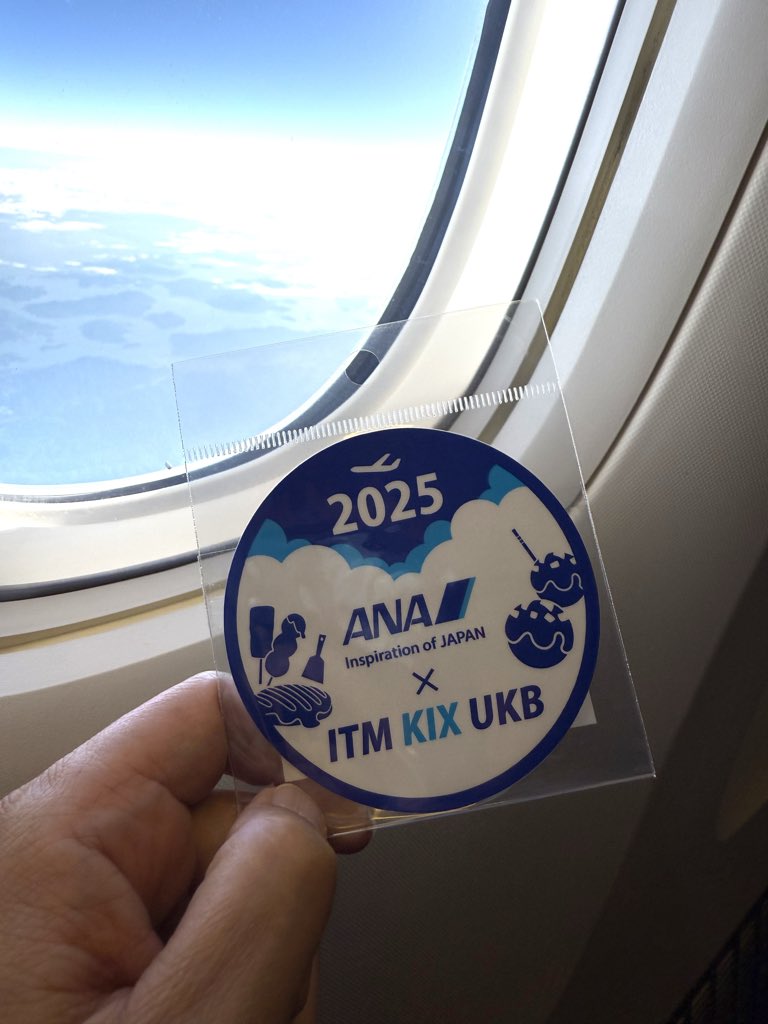 2025
ANA
Inspiration of JAPAN
×
ITM KIX UKB